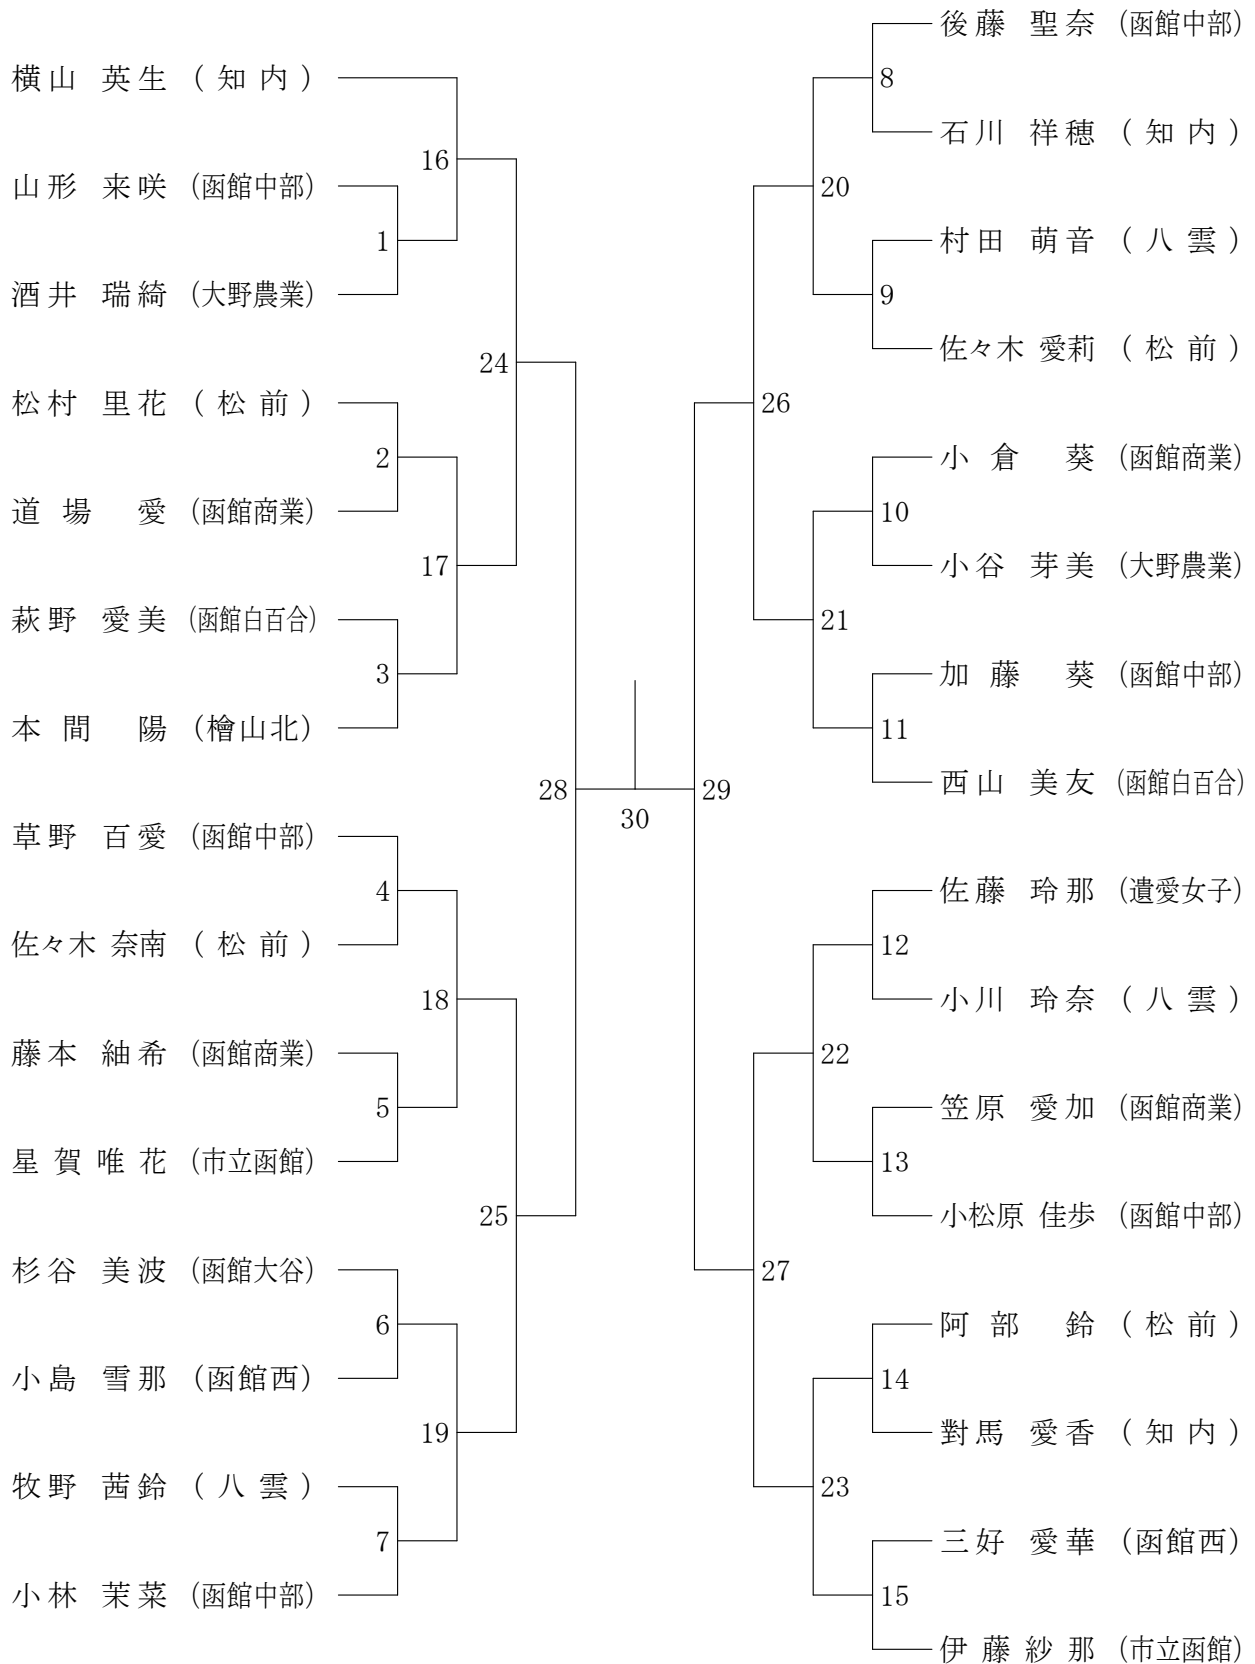 横山 英生 (知内)
山形 来咲 (函館中部)
酒井 瑞綺 (大野農業)
松村 里花 (松前)
道場 愛 (函館商業)
萩野 愛美 (函館白百合)
本間 陽 (檜山北)
草野 百愛 (函館中部)
佐々木 奈南 (松前)
藤本 紬希 (函館商業)
星賀唯花 (市立函館)
杉谷 美波 (函館大谷)
小島 雪那 (函館西)
牧野 茜鈴 (八雲)
小林 茉菜 (函館中部)
1
2
3
4
5
6
7
16
17
18
19
24
25
28
30
29
26
27
20
21
22
23
8
9
10
11
12
13
14
15
後藤 聖奈 (函館中部)
石川 祥穂 (知内)
村田 萌音 (八雲)
佐々木 愛莉 (松前)
小倉 葵 (函館商業)
小谷 芽美 (大野農業)
加藤 葵 (函館中部)
西山 美友 (函館白百合)
佐藤 玲那 (遺愛女子)
小川 玲奈 (八雲)
笠原 愛加 (函館商業)
小松原 佳歩 (函館中部)
阿部 鈴 (松前)
對馬 愛香 (知内)
三好 愛華 (函館西)
伊藤紗那 (市立函館)